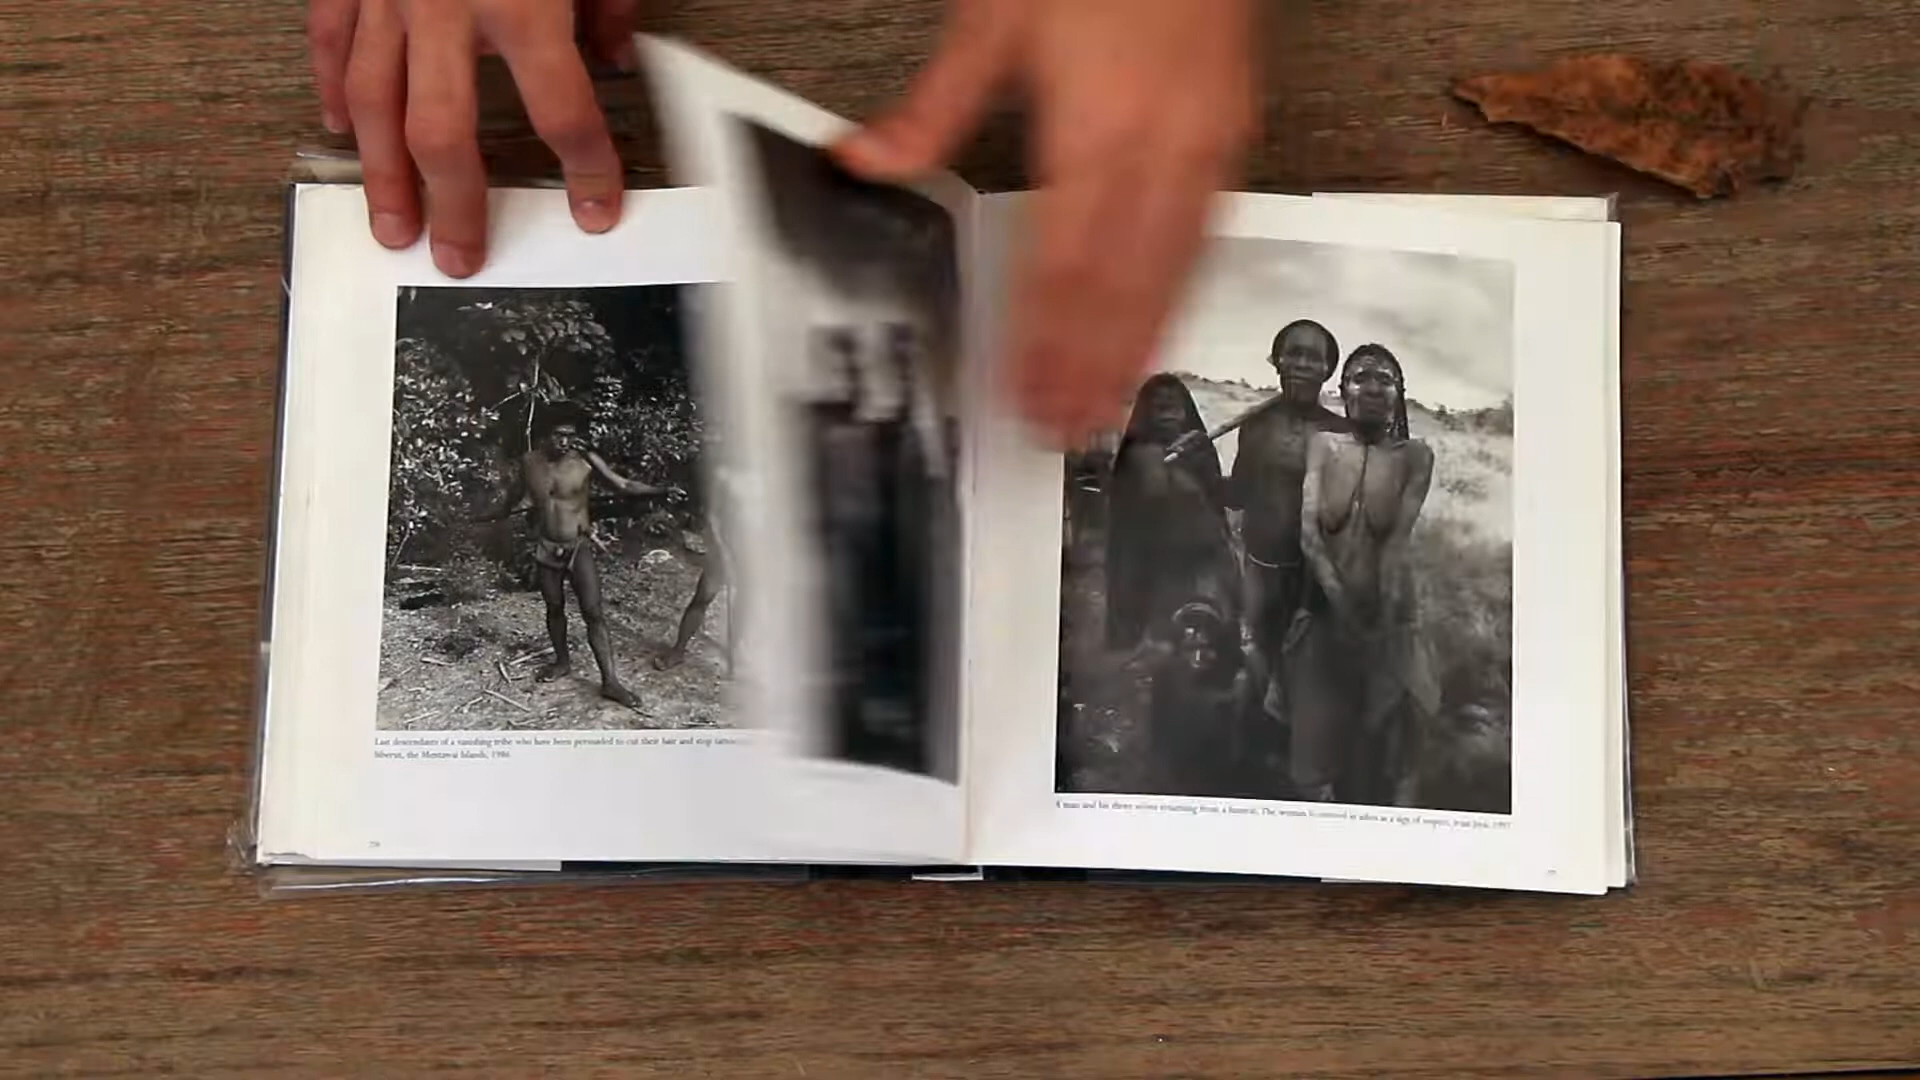 Last descendants of a vanishing tribe who have been persuaded to cut their hair and stop
Siberut, the Mentawai Islands, 1986
A man and his three wives returning from a funeral. The woman is covered in ashes as a sign of respect, Irian Jaya,